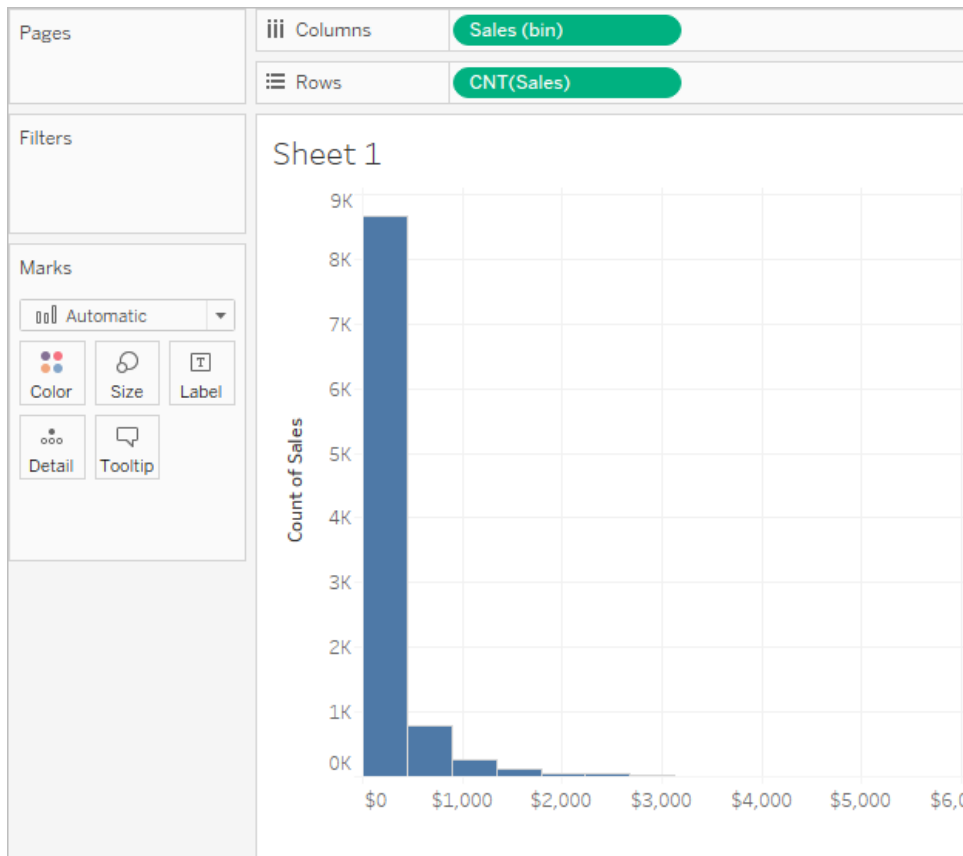 Pages
Columns
Sales (bin)
Rows
CNT(Sales)
Filters
Marks
Automatic
Color
Size
T
Label
Detail
Tooltip
Sheet 1
Count of Sales
9K
8K
7K
6K
5K
4K
3K
2K
1K
0K
$0 $1,000 $2,000 $3,000 $4,000 $5,000 $6,